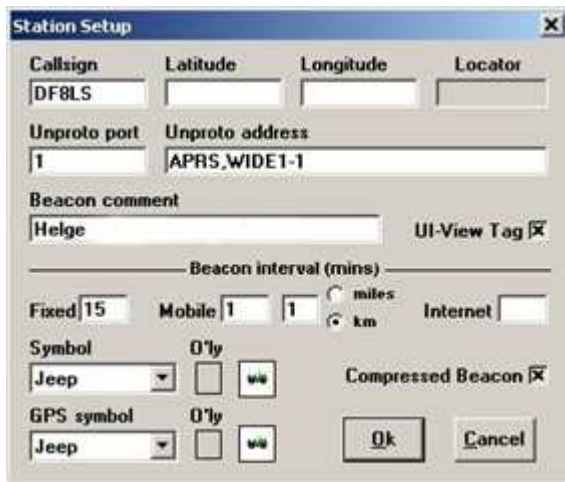 Station Setup
Callsign Latitude Longitude Locator
DF8LS
Unproto port Unproto address
1 APRS,WIDE1-1
Beacon comment
Helge UI-View Tag
Beacon interval (mins)
Fixed 15 Mobile 1 1 miles km Internet
Symbol O'ly
Jeep Compressed Beacon
GPS symbol O'ly
Jeep Ok Cancel